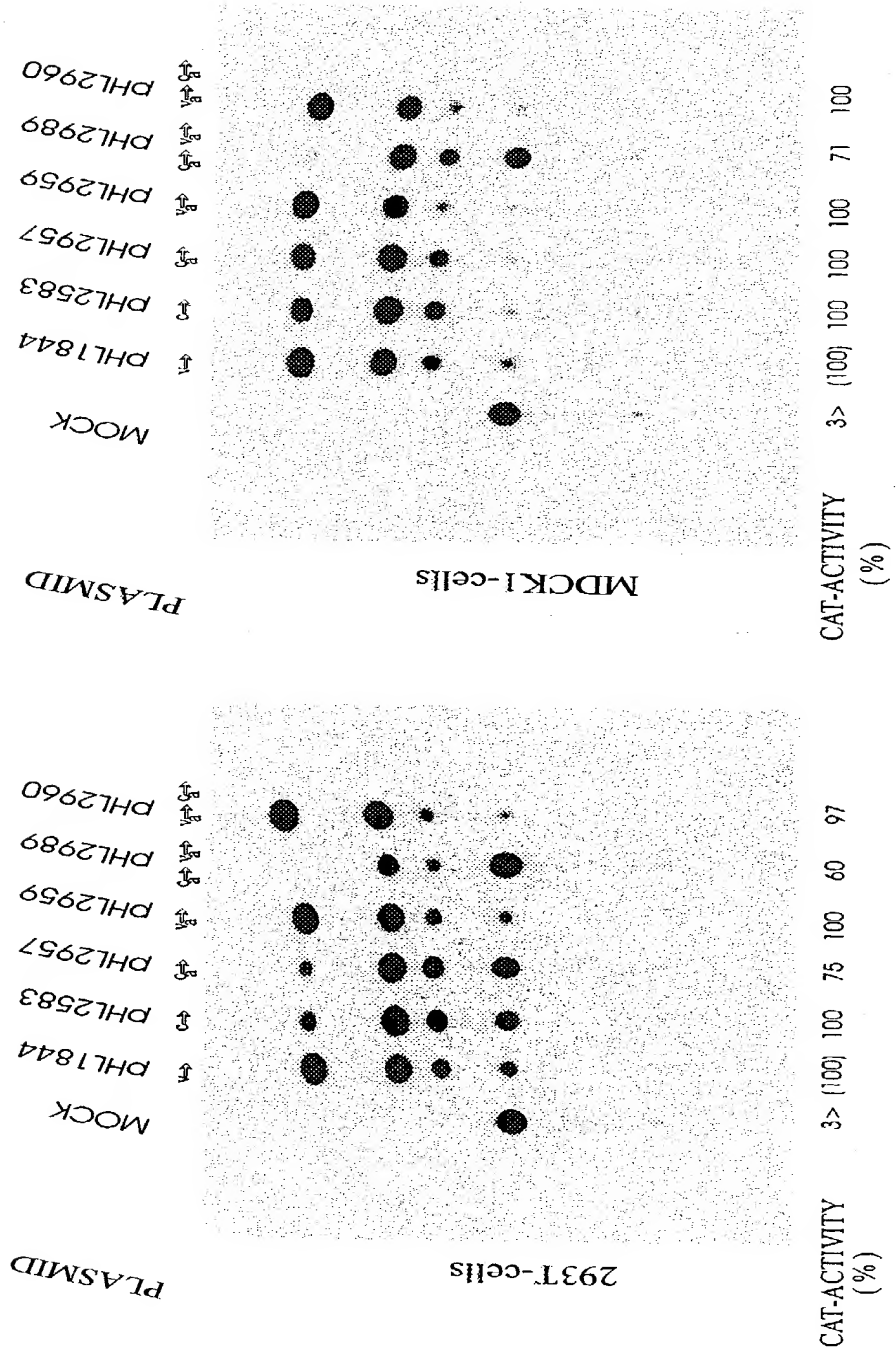 PLASMID
MOCK
pHL1844
pHL2583
pHL2957
pHL2959
pHL2989
pHL2960
MDCK1-cells
CAT-ACTIVITY
(%)
3> (100) 100 100 100 71 100
PLASMID
MOCK
pHL1844
pHL2583
pHL2957
pHL2959
pHL2989
pHL2960
293T-cells
CAT-ACTIVITY
(%)
3> (100) 100 75 100 60 97